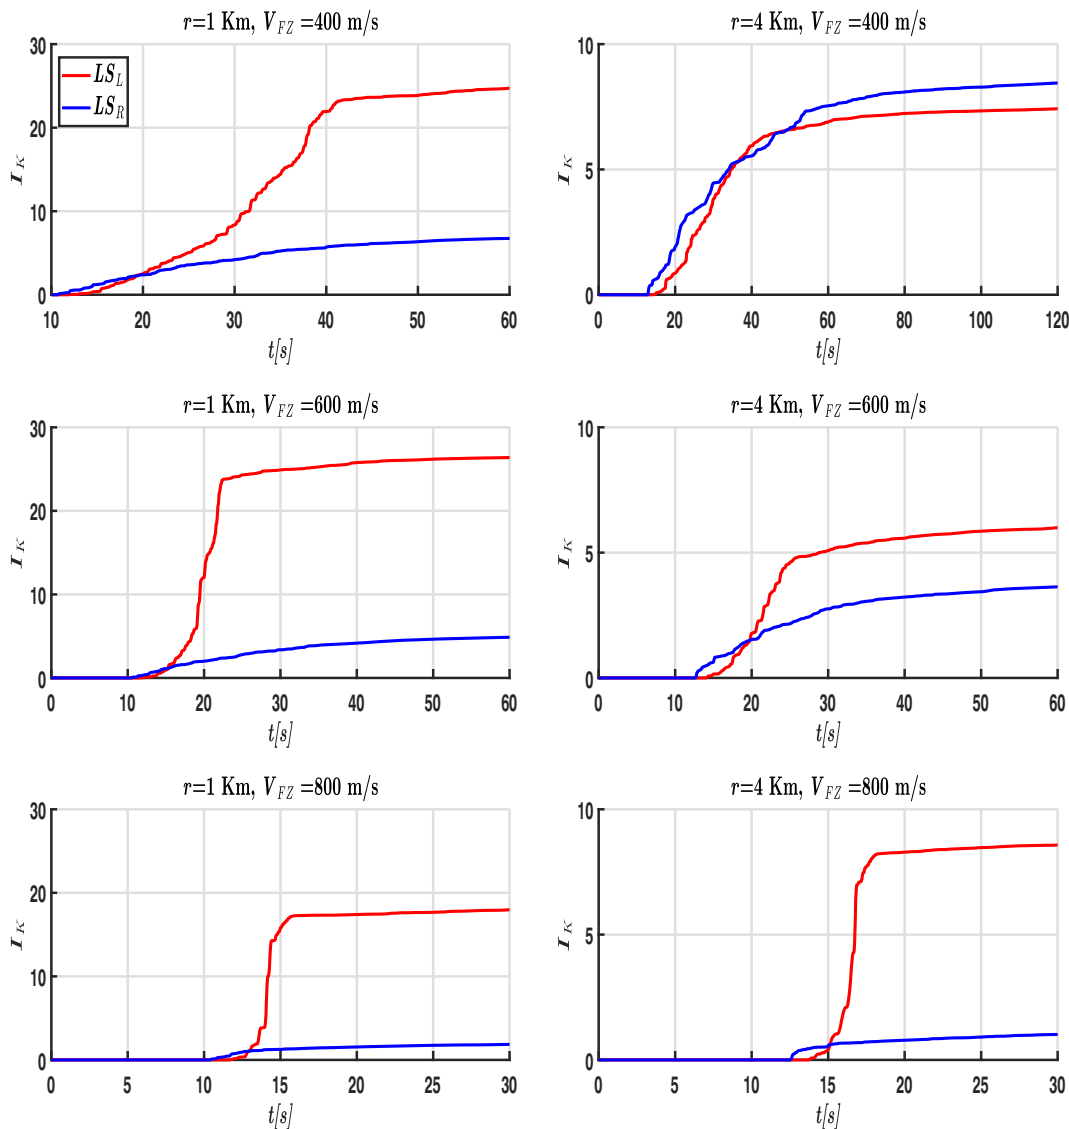 r=1 Km, V_FZ =400 m/s
r=4 Km, V_FZ =400 m/s
30
20
10
0
I_K
LS_L
LS_R
10 20 30 40 50 60
t[s]
10
5
0
I_K
0 20 40 60 80 100 120
t[s]
r=1 Km, V_FZ =600 m/s
r=4 Km, V_FZ =600 m/s
30
20
10
0
I_K
0 10 20 30 40 50 60
t[s]
10
5
0
I_K
0 10 20 30 40 50 60
t[s]
r=1 Km, V_FZ =800 m/s
r=4 Km, V_FZ =800 m/s
30
20
10
0
I_K
0 5 10 15 20 25 30
t[s]
10
5
0
I_K
0 5 10 15 20 25 30
t[s]